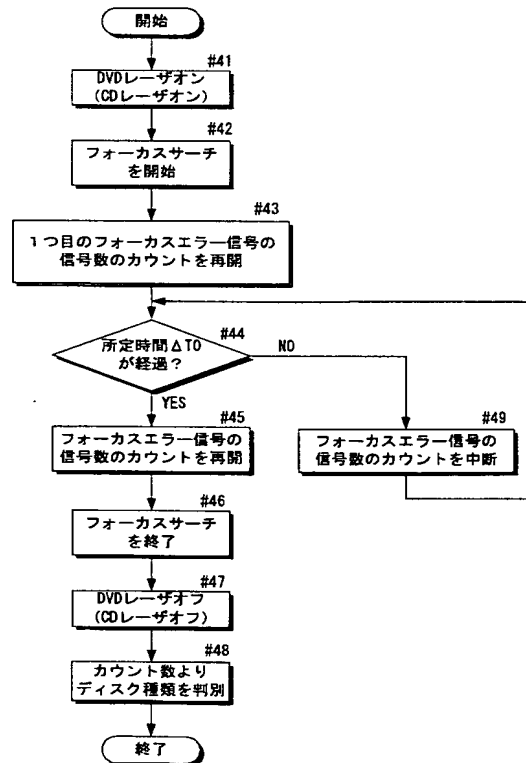 開始
#41
DVDレーザオン
(CDレーザオン)
#42
フォーカスサーチ
を開始
#43
1つ目のフォーカスエラー信号の
信号数のカウントを再開
#44
所定時間ΔT0
が経過?
NO
YES
#45
フォーカスエラー信号の
信号数のカウントを再開
#49
フォーカスエラー信号の
信号数のカウントを中断
#46
フォーカスサーチ
を終了
#47
DVDレーザオフ
(CDレーザオフ)
#48
カウント数より
ディスク種類を判別
終了